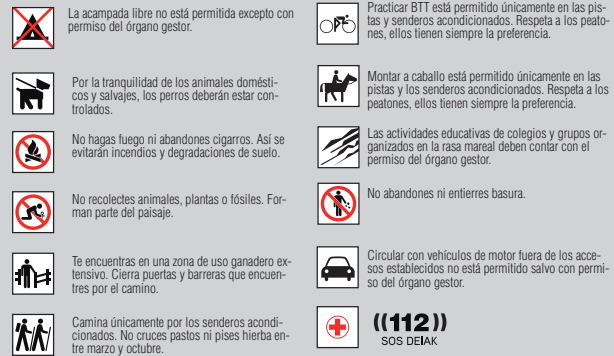 La acampada libre no está permitida excepto con
permiso del órgano gestor.
Por la tranquilidad de los animales domésti-
cos y salvajes, los perros deberán estar con-
trolados.
No hagas fuego ni abandones cigarros. Así se
evitarán incendios y degradaciones de suelo.
No recolectes animales, plantas o fósiles. For-
man parte del paisaje.
Te encuentras en una zona de uso ganadero ex-
tensivo. Cierra puertas y barreras que encuen-
tres por el camino.
Camina únicamente por los senderos acondi-
cionados. No cruces pastos ni pises hierba en-
tre marzo y octubre.
Practicar BTT está permitido únicamente en las pis-
tas y senderos acondicionados. Respeta a los peato-
nes, ellos tienen siempre la preferencia.
Montar a caballo está permitido únicamente en las
pistas y los senderos acondicionados. Respeta a los
peatones, ellos tienen siempre la preferencia.
Las actividades educativas de colegios y grupos or-
ganizados en la rasa mareal deben contar con el
permiso del órgano gestor.
No abandones ni entierres basura.
Circular con vehículos de motor fuera de los acce-
sos establecidos no está permitido salvo con permi-
so del órgano gestor.
((112))
SOS DEIAK